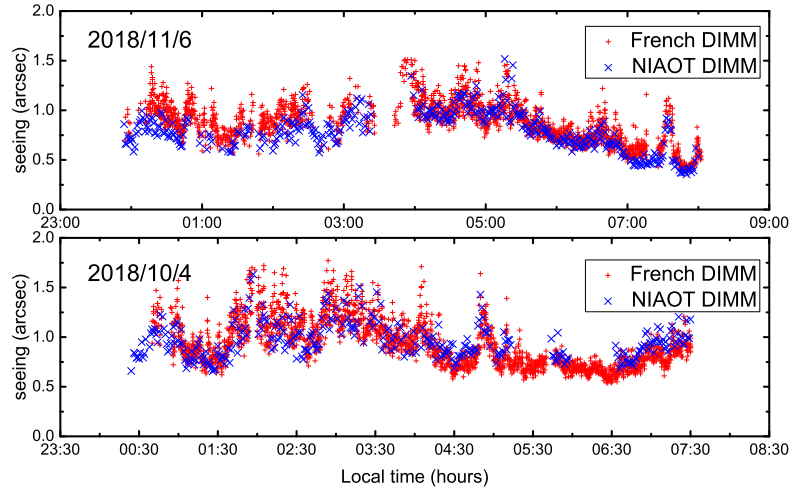 2.0
2018/11/6
French DIMM
NIAOT DIMM
1.5
1.0
0.5
0.0
seeing (arcsec)
23:00 01:00 03:00 05:00 07:00 09:00
2.0
2018/10/4
French DIMM
NIAOT DIMM
1.5
1.0
0.5
0.0
seeing (arcsec)
23:30 00:30 01:30 02:30 03:30 04:30 05:30 06:30 07:30 08:30
Local time (hours)